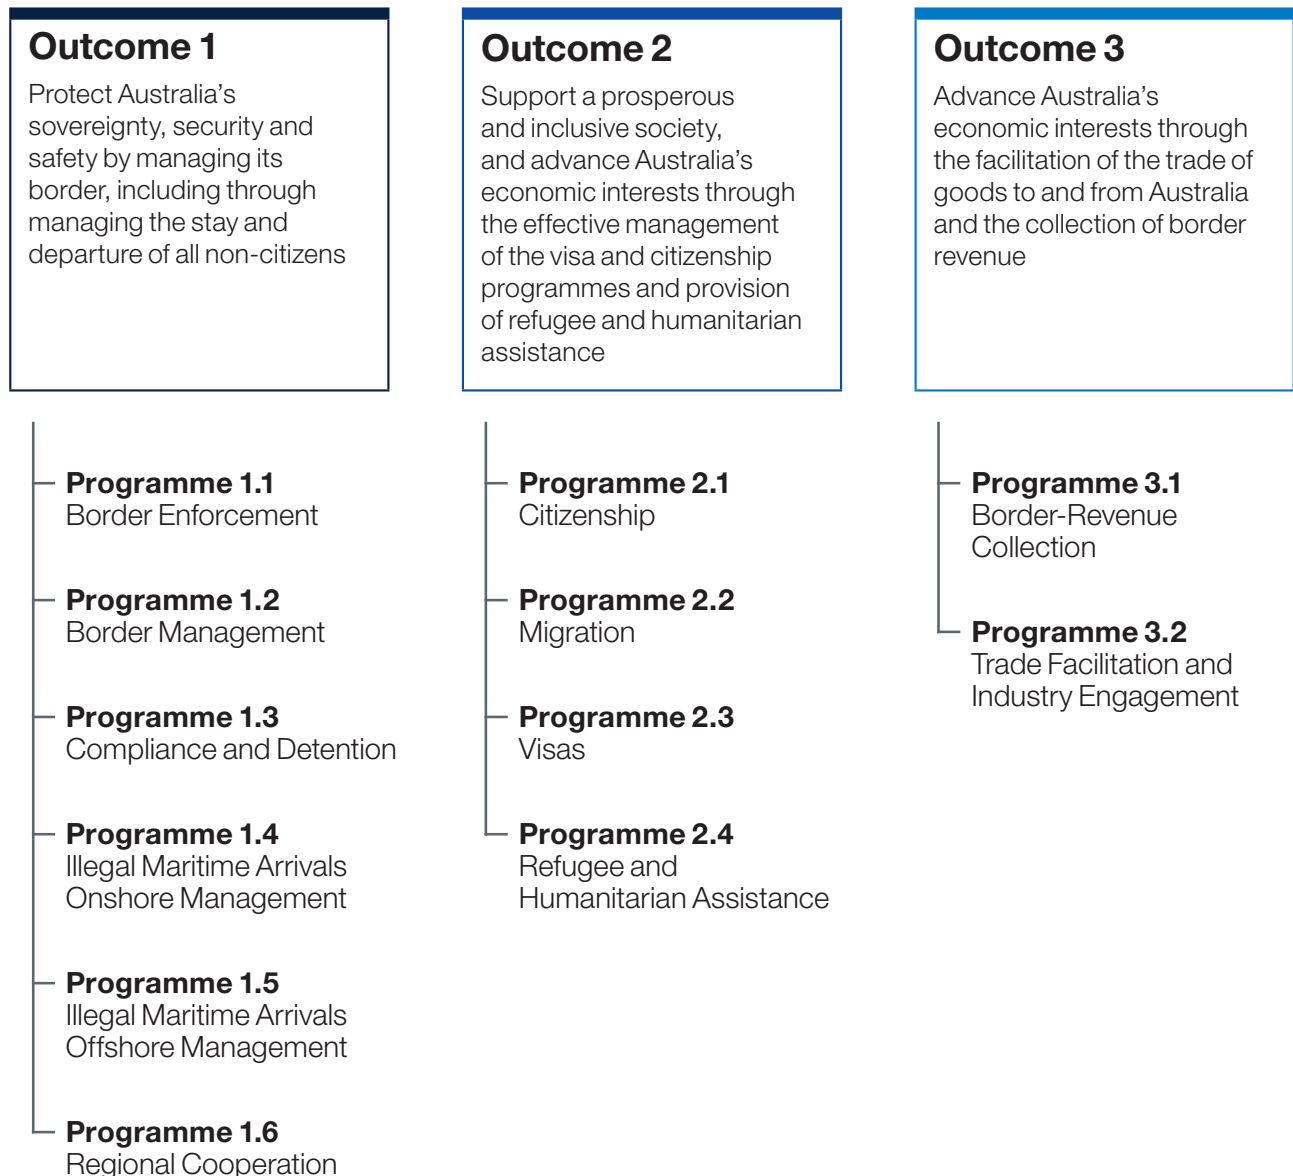 Outcome 1
Protect Australia's
sovereignty, security and
safety by managing its
border, including through
managing the stay and
departure of all non-citizens
Programme 1.1
Border Enforcement
Programme 1.2
Border Management
Programme 1.3
Compliance and Detention
Programme 1.4
Illegal Maritime Arrivals
Onshore Management
Programme 1.5
Illegal Maritime Arrivals
Offshore Management
Programme 1.6
Regional Cooperation
Outcome 2
Support a prosperous
and inclusive society,
and advance Australia's
economic interests through
the effective management
of the visa and citizenship
programmes and provision
of refugee and humanitarian
assistance
Programme 2.1
Citizenship
Programme 2.2
Migration
Programme 2.3
Visas
Programme 2.4
Refugee and
Humanitarian Assistance
Outcome 3
Advance Australia's
economic interests through
the facilitation of the trade of
goods to and from Australia
and the collection of border
revenue
Programme 3.1
Border-Revenue
Collection
Programme 3.2
Trade Facilitation and
Industry Engagement